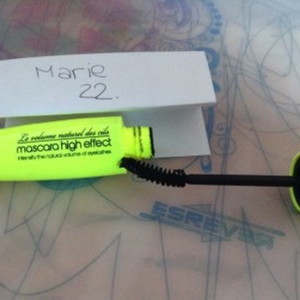 Marie
22.
Le volume naturel des cils
mascara high effect
intensify the natural volume of eyelashes